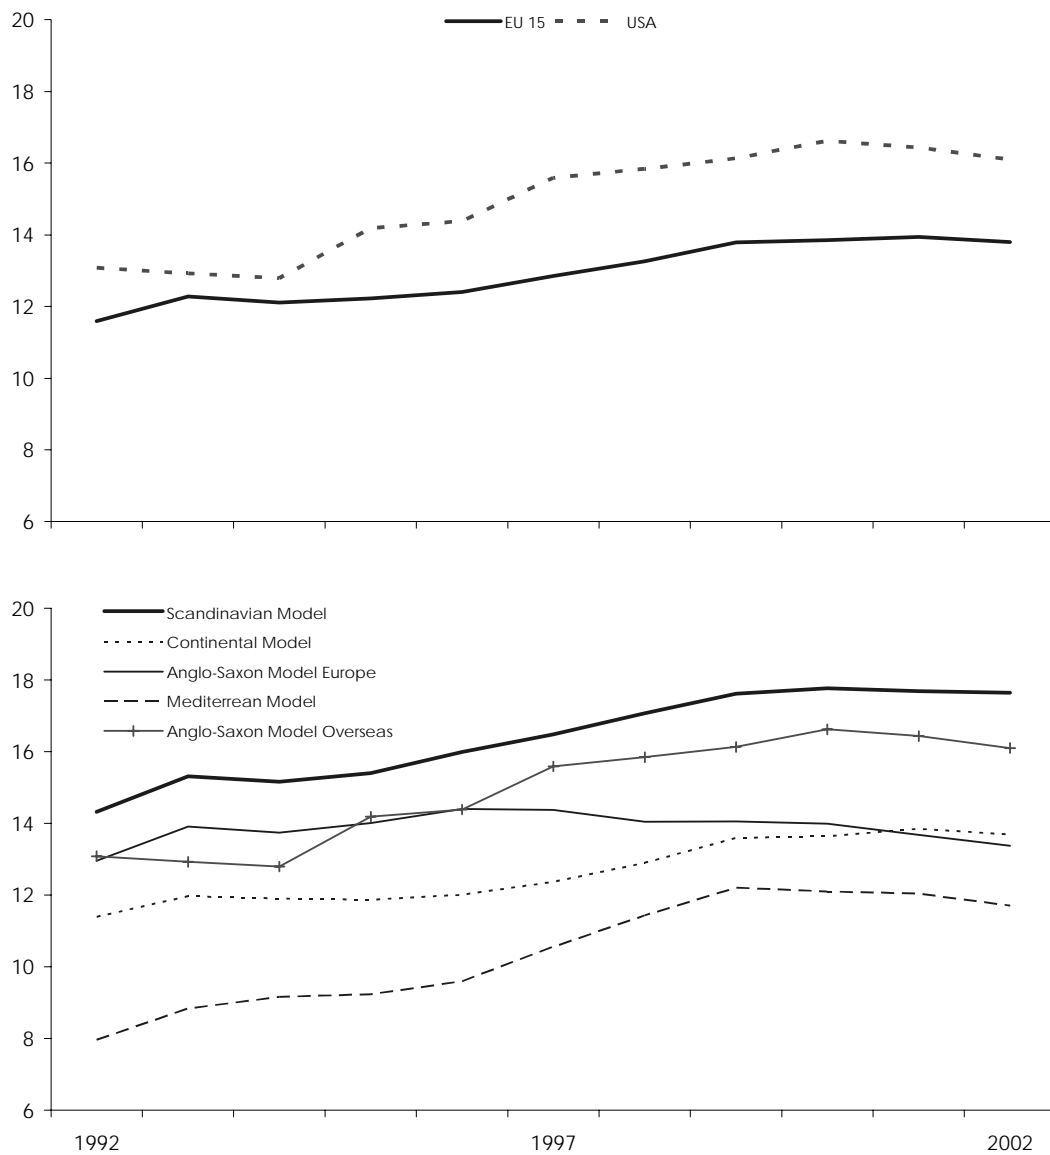 20
EU 15 USA
18
16
14
12
10
8
6
20
Scandinavian Model
Continental Model
18
Anglo-Saxon Model Europe
Mediterrean Model
Anglo-Saxon Model Overseas
16
14
12
10
8
6
1992 1997 2002